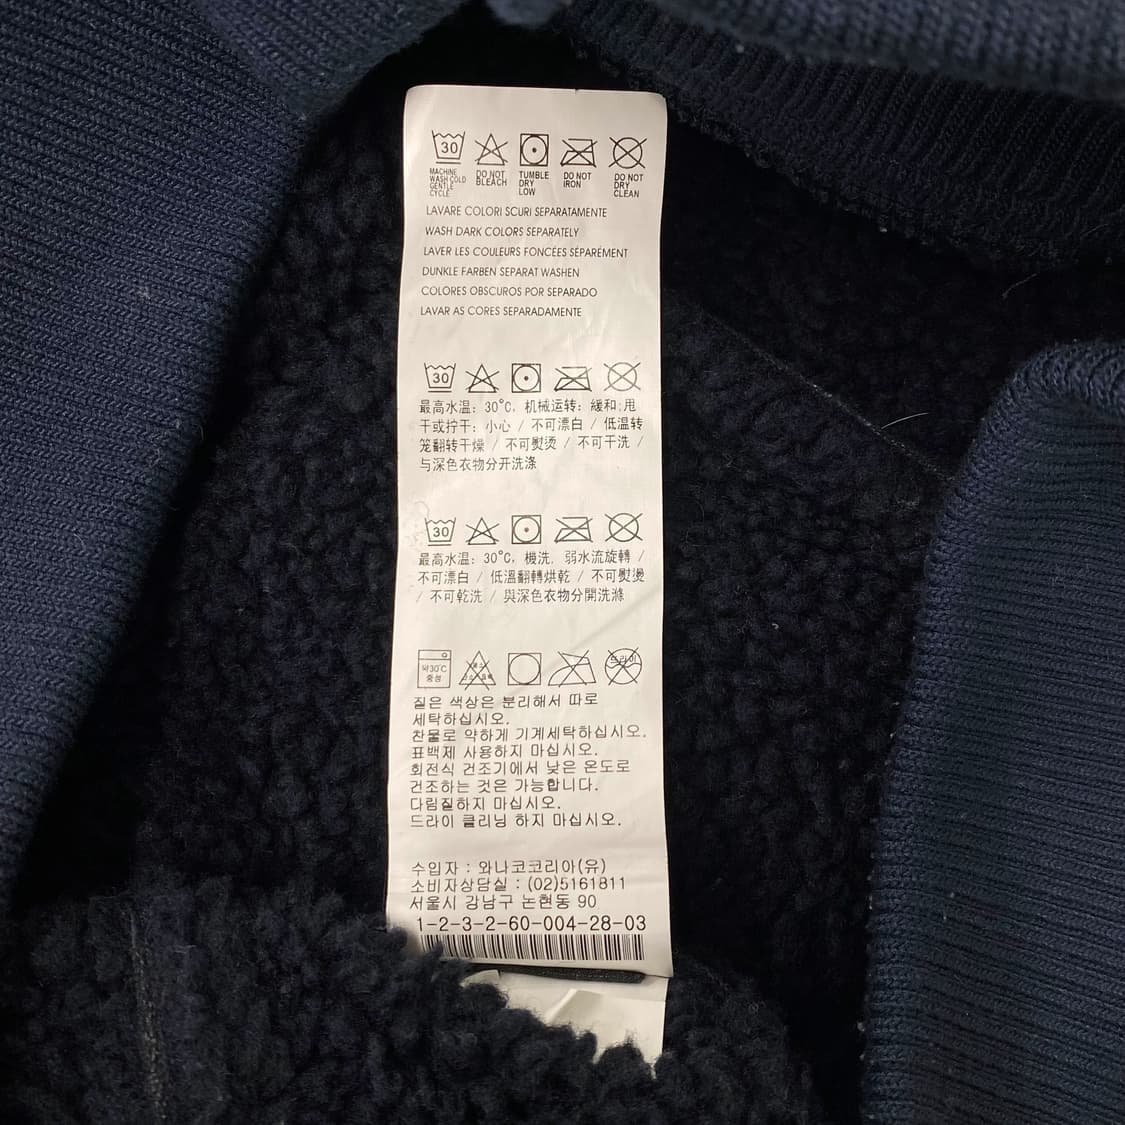 30
MACHINE WASH COLD GENTLE CYCLE
DO NOT BLEACH
TUMBLE DRY LOW
DO NOT IRON
DO NOT DRY CLEAN
LAVARE COLORI SCURI SEPARATAMENTE
WASH DARK COLORS SEPARATELY
LAVER LES COULEURS FONCÉES SÉPARÉMENT
DUNKLE FARBEN SEPARAT WASHEN
COLORES OBSCUROS POR SEPARADO
LAVAR AS CORES SEPARADAMENTE
30
最高水温: 30°C, 机械运转: 緩和;甩
干或拧干: 小心 / 不可漂白 / 低温转
笼翻转干燥 / 不可熨烫 / 不可干洗 /
与深色衣物分开洗涤
30
最高水温: 30°C, 機洗, 弱水流旋轉 /
不可漂白 / 低溫翻轉烘乾 / 不可熨燙
/ 不可乾洗 / 與深色衣物分開洗滌
약30°C
중성
드라이
짙은 색상은 분리해서 따로
세탁하십시오.
찬물로 약하게 기계세탁하십시오.
표백제 사용하지 마십시오.
회전식 건조기에서 낮은 온도로
건조하는 것은 가능합니다.
다림질하지 마십시오.
드라이 클리닝 하지 마십시오.
수입자 : 와나코코리아(유)
소비자상담실 : (02)5161811
서울시 강남구 논현동 90
1-2-3-2-60-004-28-03